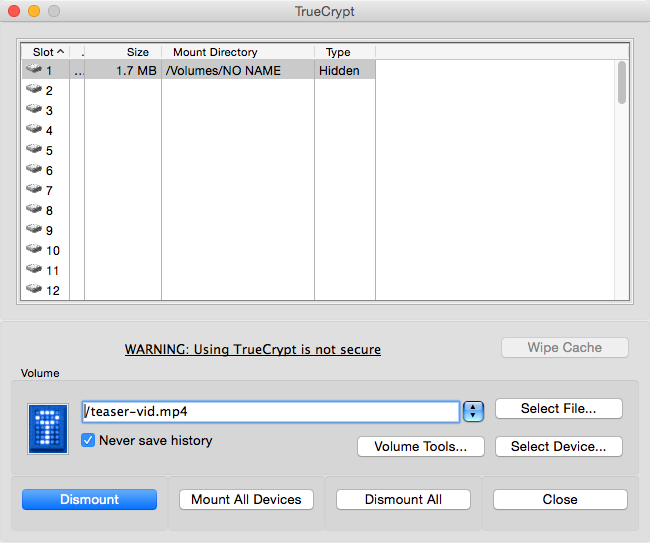 TrueCrypt
Slot . Size Mount Directory Type
1 ... 1.7 MB /Volumes/NO NAME Hidden
2
3
4
5
6
7
8
9
10
11
12
WARNING: Using TrueCrypt is not secure
Wipe Cache
Volume
/teaser-vid.mp4
Select File...
Never save history
Volume Tools...
Select Device...
Dismount
Mount All Devices
Dismount All
Close